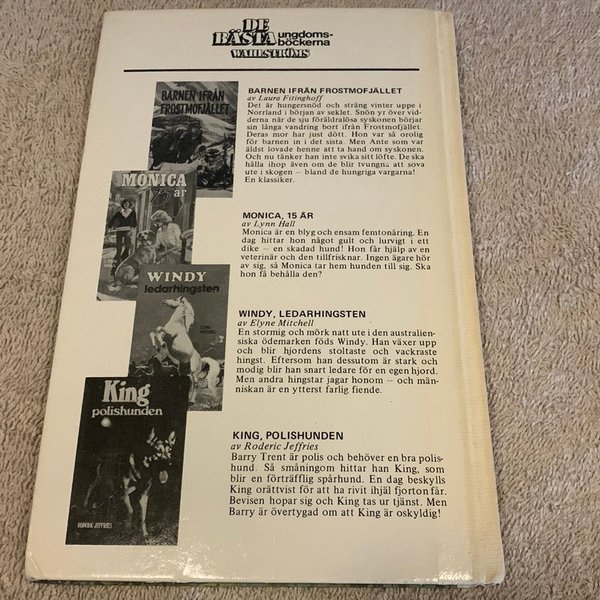 DE
BÄSTA
ungdoms-
böckerna
WAHLSTRÖMS
BARNEN IFRÅN
FROSTMOFJÄLLET
BARNEN IFRÅN FROSTMOFJÄLLET
av Laura Fitinghoff
Det är hungersnöd och sträng vinter uppe i
Norrland i början av seklet. Snön yr över vid-
derna när de sju föräldralösa syskonen börjar
sin långa vandring bort ifrån Frostmofjället.
Deras mor har just dött. Hon var så orolig
för barnen in i det sista. Men Ante som var
äldst lovade henne att ta hand om syskonen.
Och nu tänker han inte svika sitt löfte. De ska
hålla ihop även om de blir tvungna att sova
ute i skogen – bland de hungriga vargarna!
En klassiker.
MONICA
15 år
MONICA, 15 ÅR
av Lynn Hall
Monica är en blyg och ensam femtonåring. En
dag hittar hon något gult och lurvigt i ett
dike – en skadad hund! Hon får hjälp av en
veterinär och den tillfrisknar. Ingen ägare hör
av sig, så Monica tar hem hunden till sig. Ska
hon få behålla den?
WINDY
ledarhingsten
ELYNE
MITCHELL
WINDY, LEDARHINGSTEN
av Elyne Mitchell
En stormig och mörk natt ute i den australien-
siska ödemarken föds Windy. Han växer upp
och blir hjordens stoltaste och vackraste
hingst. Eftersom han dessutom är stark och
modig blir han snart ledare för en egen hjord.
Men andra hingstar jagar honom – och män-
niskan är en ytterst farlig fiende.
King
polishunden
RODERIC JEFFRIES
KING, POLISHUNDEN
av Roderic Jeffries
Barry Trent är polis och behöver en bra polis-
hund. Så småningom hittar han King, som
blir en förträfflig spårhund. En dag beskylls
King orättvist för att ha rivit ihjäl fjorton får.
Bevisen hopar sig och King tas ur tjänst. Men
Barry är övertygad om att King är oskyldig!